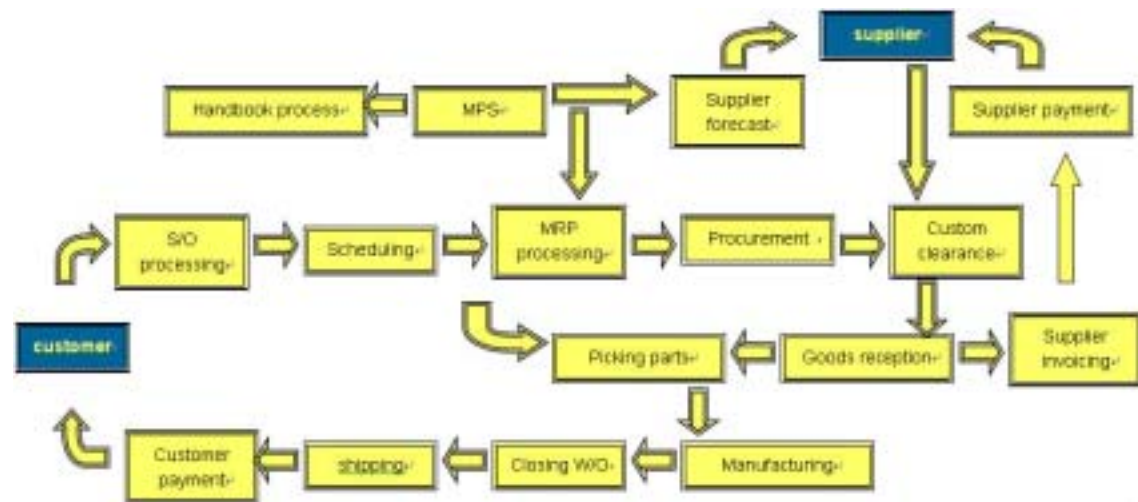 supplier
Handbook process
MPS
Supplier
forecast
Supplier payment
S/O
processing
Scheduling
MRP
processing
Procurement
Custom
clearance
customer
Picking parts
Goods reception
Supplier
invoicing
Customer
payment
shipping
Closing W/O
Manufacturing